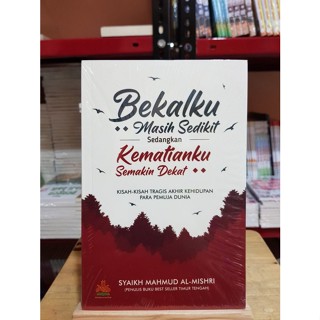 Bekalku
Masih Sedikit
Sedangkan
Kematianku
Semakin Dekat
KISAH-KISAH TRAGIS AKHIR KEHIDUPAN
PARA PEMUJA DUNIA
SYAIKH MAHMUD AL-MISHRI
(PENULIS BUKU BEST SELLER TIMUR TENGAH)